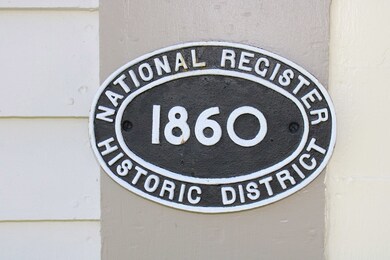 NATIONAL REGISTER
1860
HISTORIC DISTRICT